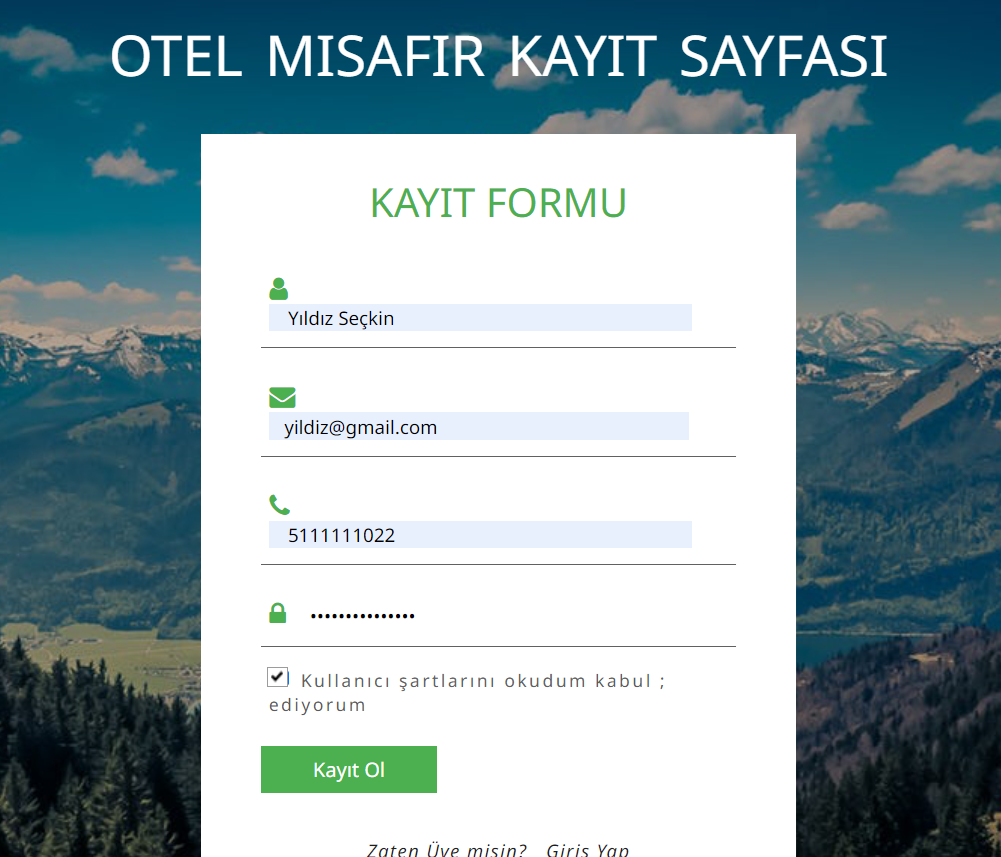 OTEL MISAFIR KAYIT SAYFASI
KAYIT FORMU
Yıldız Seçkin
yildiz@gmail.com
5111111022
•••••••••••••••
Kullanıcı şartlarını okudum kabul ;
ediyorum
Kayıt Ol
Zaten Üye misin? Giriş Yap